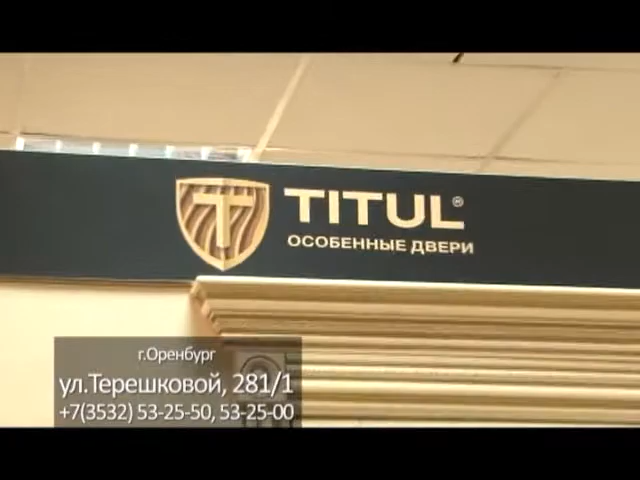 T TITUL®
ОСОБЕННЫЕ ДВЕРИ
г.Оренбург
ул.Терешковой, 281/1
+7(3532) 53-25-50, 53-25-00